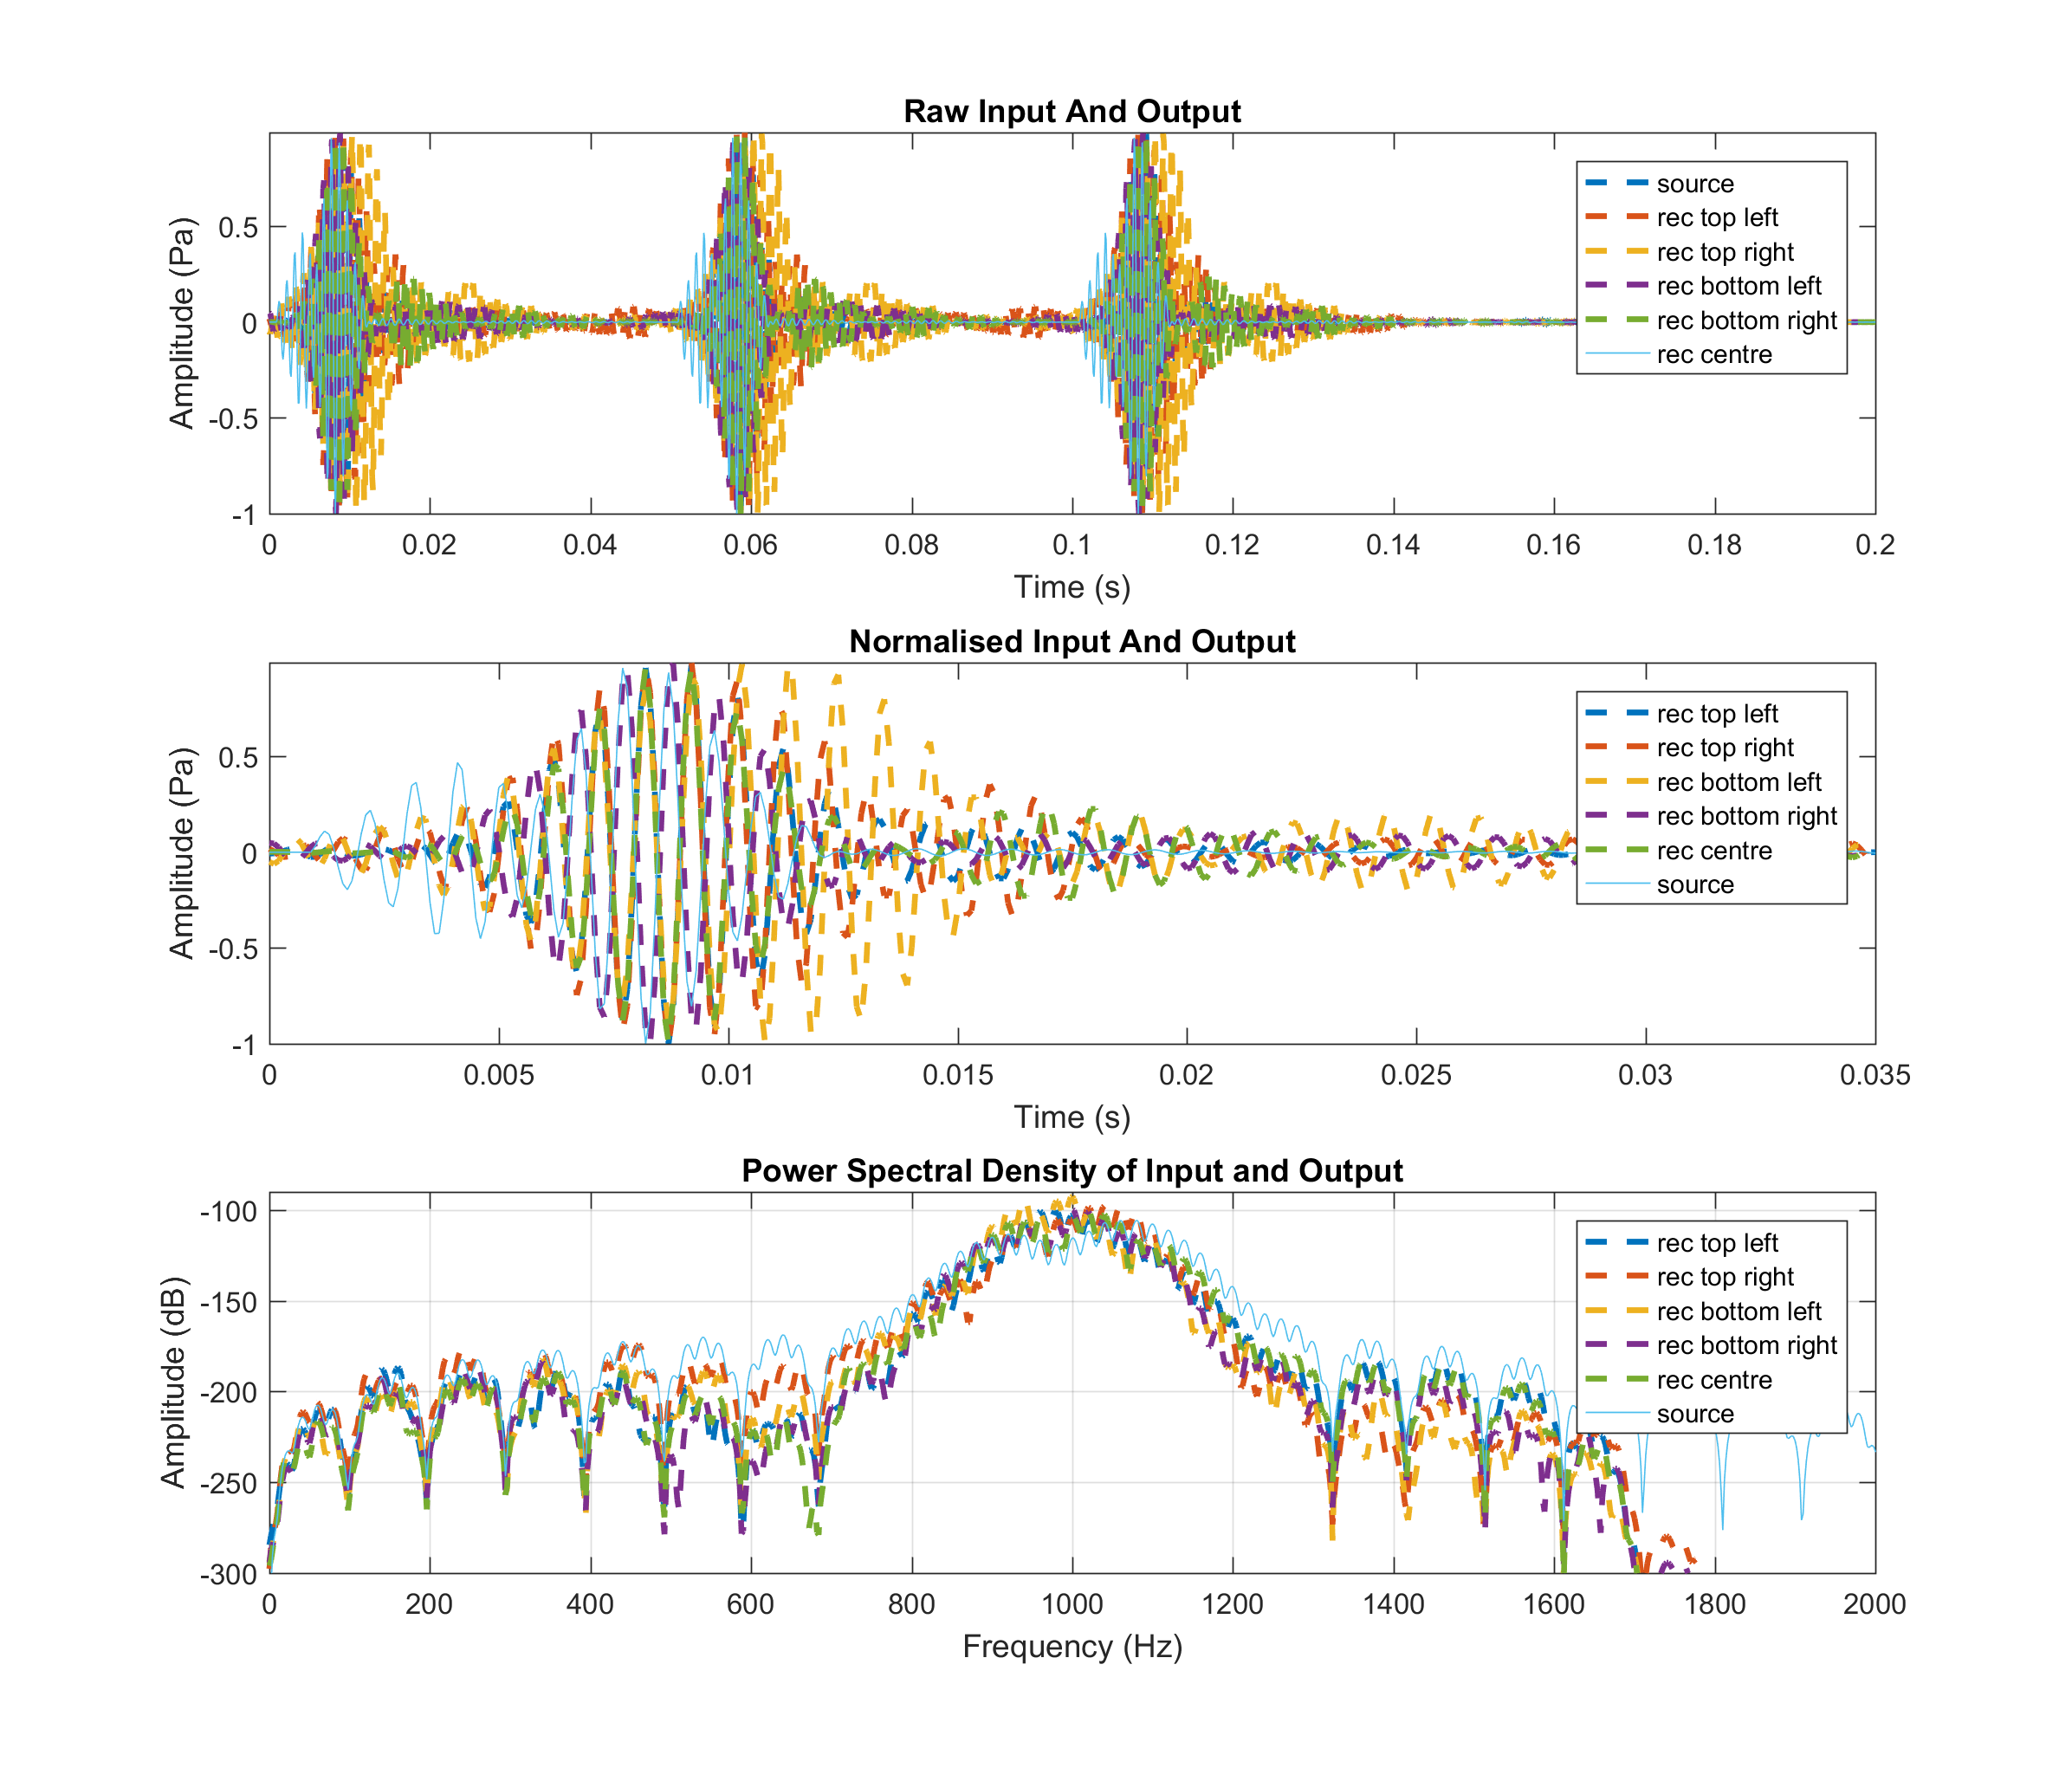 Raw Input And Output
Amplitude (Pa)
0.5
0
-0.5
-1
0 0.02 0.04 0.06 0.08 0.1 0.12 0.14 0.16 0.18 0.2
Time (s)
source
rec top left
rec top right
rec bottom left
rec bottom right
rec centre
Normalised Input And Output
Amplitude (Pa)
0.5
0
-0.5
-1
0 0.005 0.01 0.015 0.02 0.025 0.03 0.035
Time (s)
rec top left
rec top right
rec bottom left
rec bottom right
rec centre
source
Power Spectral Density of Input and Output
Amplitude (dB)
-100
-150
-200
-250
-300
0 200 400 600 800 1000 1200 1400 1600 1800 2000
Frequency (Hz)
rec top left
rec top right
rec bottom left
rec bottom right
rec centre
source